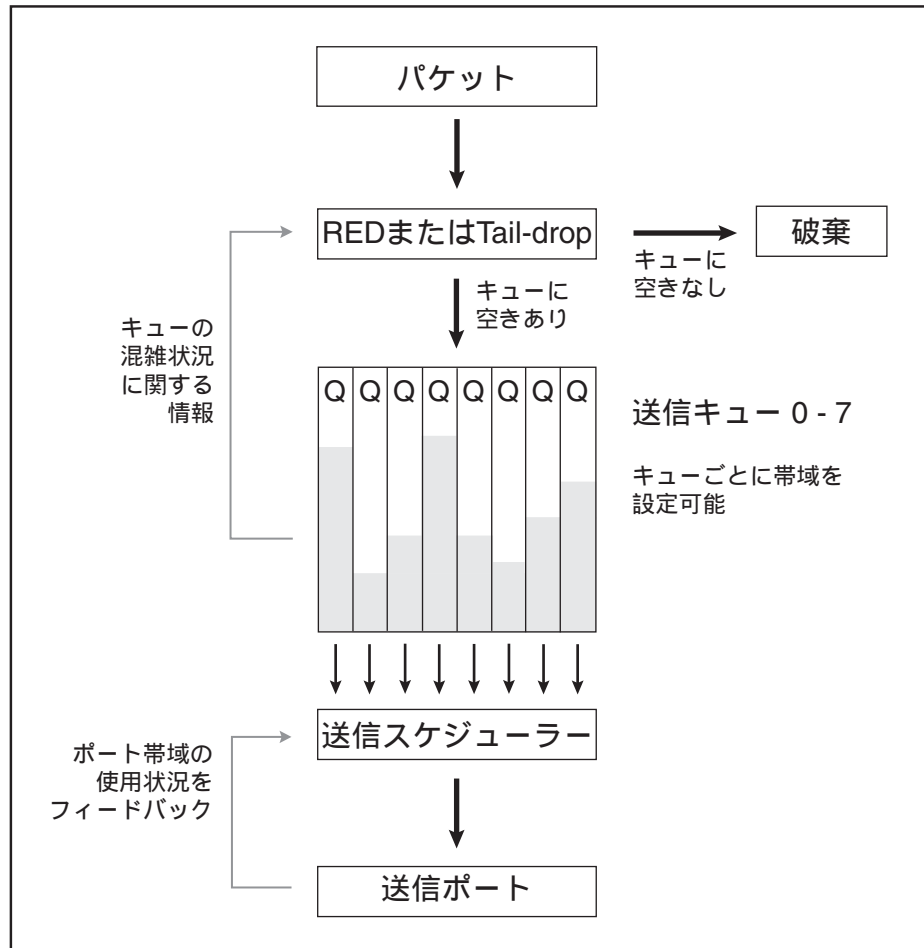 パケット
REDまたはTail-drop
破棄
キューに
空きなし
キューに
空きあり
キューの
混雑状況
に関する
情報
Q Q Q Q Q Q Q Q
送信キュー 0 - 7
キューごとに帯域を
設定可能
送信スケジューラー
ポート帯域の
使用状況を
フィードバック
送信ポート